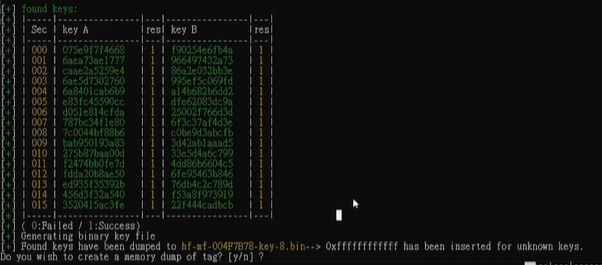 [+] found keys:
[+] |-----|----------------|---|----------------|---|
[+] | Sec | key A          |res| key B          |res|
[+] |-----|----------------|---|----------------|---|
[+] | 000 | 075e9f7f4668 | 1 | f90254e6fb4a | 1 |
[+] | 001 | 6aea73ae1777 | 1 | 966497432a73 | 1 |
[+] | 002 | caae2a5259e4 | 1 | 86a2e032bb3e | 1 |
[+] | 003 | 6ae5d7302760 | 1 | 995ef5c069fd | 1 |
[+] | 004 | 6a8401cab6b9 | 1 | a14b682b6dd2 | 1 |
[+] | 005 | e83fc45590cc | 1 | dfe62083dc9a | 1 |
[+] | 006 | d051e814cfda | 1 | 25002f766d3d | 1 |
[+] | 007 | 787bc34f1e80 | 1 | 6f3c37af4d3e | 1 |
[+] | 008 | 7c0044bf88b6 | 1 | c0be9d3abcfb | 1 |
[+] | 009 | bab950193a83 | 1 | 3d42ab1aaad5 | 1 |
[+] | 010 | 275b87baa00d | 1 | 33e5d4a6c799 | 1 |
[+] | 011 | f2474bb0fe7d | 1 | 4dd86b6604c5 | 1 |
[+] | 012 | fdda20b8ae50 | 1 | 6fe95463b846 | 1 |
[+] | 013 | ed935f35392b | 1 | 76db4c2c789d | 1 |
[+] | 014 | 456d3f32a540 | 1 | f53a8f973919 | 1 |
[+] | 015 | 3520415ac3fe | 1 | 22f444cadbcb | 1 |
[+] |-----|----------------|---|----------------|---|
[+] ( 0:Failed / 1:Success)
[+] Generating binary key file
[+] Found keys have been dumped to hf-mf-004F7B78-key-8.bin--> 0xffffffffffff has been inserted for unknown keys.
Do you wish to create a memory dump of tag? [y/n] ?